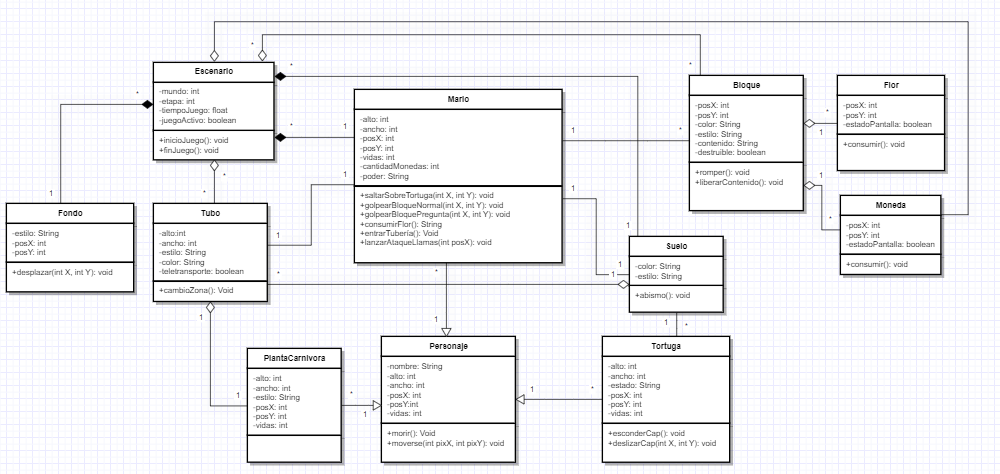 Escenario
-mundo: int
-etapa: int
-tiempoJuego: float
-juegoActivo: boolean
+inicioJuego(): void
+finJuego(): void
Mario
-alto: int
-ancho: int
-posX: int
-posY: int
-vidas: int
-cantidadMonedas: int
-poder: String
+saltarSobreTortuga(int X, int Y): void
+golpearBloqueNormal(int X, int Y): void
+golpearBloquePregunta(int X, int Y): void
+consumirFlor(): String
+entrarTubería(): Void
+lanzarAtaqueLlamas(int posX): void
Bloque
-posX: int
-posY: int
-color: String
-estilo: String
-contenido: String
-destruible: boolean
+romper(): void
+liberarContenido(): void
Flor
-posX: int
-posY: int
-estadoPantalla: boolean
+consumir(): void
Moneda
-posX: int
-posY: int
-estadoPantalla: boolean
+consumir(): void
Fondo
-estilo: String
-posX: int
-posY: int
+desplazar(int X, int Y): void
Tubo
-alto:int
-ancho: int
-estilo: String
-color: String
-teletransporte: boolean
+cambioZona(): Void
Suelo
-color: String
-estilo: String
+abismo(): void
PlantaCarnivora
-alto: int
-ancho: int
-estilo: String
-posX: int
-posY: int
-vidas: int
Personaje
-nombre: String
-alto: int
-ancho: int
-posX: int
-posY:int
-vidas: int
+morir(): Void
+moverse(int pixX, int pixY): void
Tortuga
-alto: int
-ancho: int
-estado: String
-posX: int
-posY: int
-vidas: int
+esconderCap(): void
+deslizarCap(int X, int Y): void
*
*
*
*
*
1
1
1
*
*
1
1
*
*
1
1
1
1
1
*
*
1
1
*
1
1
*
1
1
*